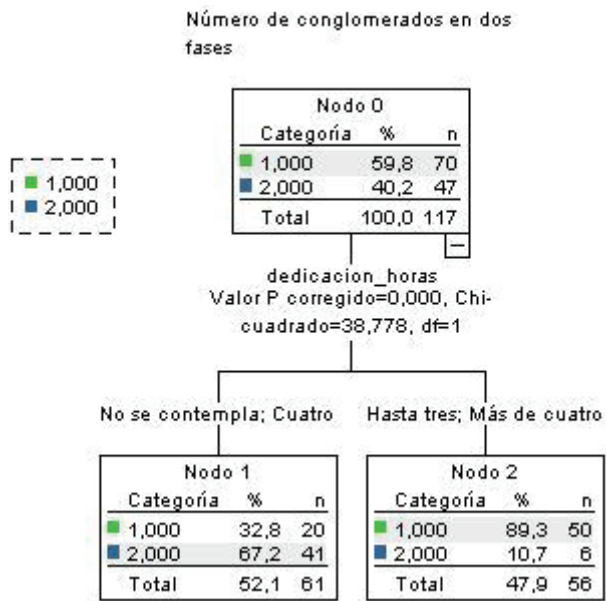 Número de conglomerados en dos
fases
Nodo 0
Categoría % n
1,000 59,8 70
2,000 40,2 47
Total 100,0 117
1,000
2,000
dedicacion_horas
Valor P corregido=0,000, Chi-
cuadrado=38,778, df=1
No se contempla; Cuatro
Hasta tres; Más de cuatro
Nodo 1
Categoría % n
1,000 32,8 20
2,000 67,2 41
Total 52,1 61
Nodo 2
Categoría % n
1,000 89,3 50
2,000 10,7 6
Total 47,9 56